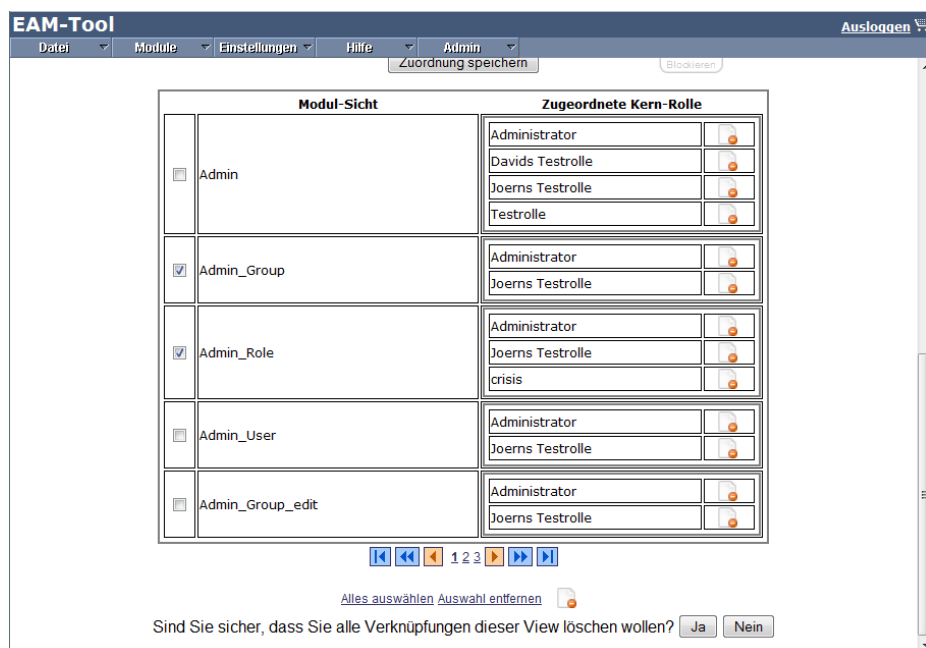 EAM-Tool
Ausloggen
Datei Module Einstellungen Hilfe Admin
Zuordnung speichern Blockieren
Modul-Sicht Zugeordnete Kern-Rolle
Admin
Administrator
Davids Testrolle
Joerns Testrolle
Testrolle
Admin_Group
Administrator
Joerns Testrolle
Admin_Role
Administrator
Joerns Testrolle
crisis
Admin_User
Administrator
Joerns Testrolle
Admin_Group_edit
Administrator
Joerns Testrolle
1 2 3
Alles auswählen Auswahl entfernen
Sind Sie sicher, dass Sie alle Verknüpfungen dieser View löschen wollen? Ja Nein